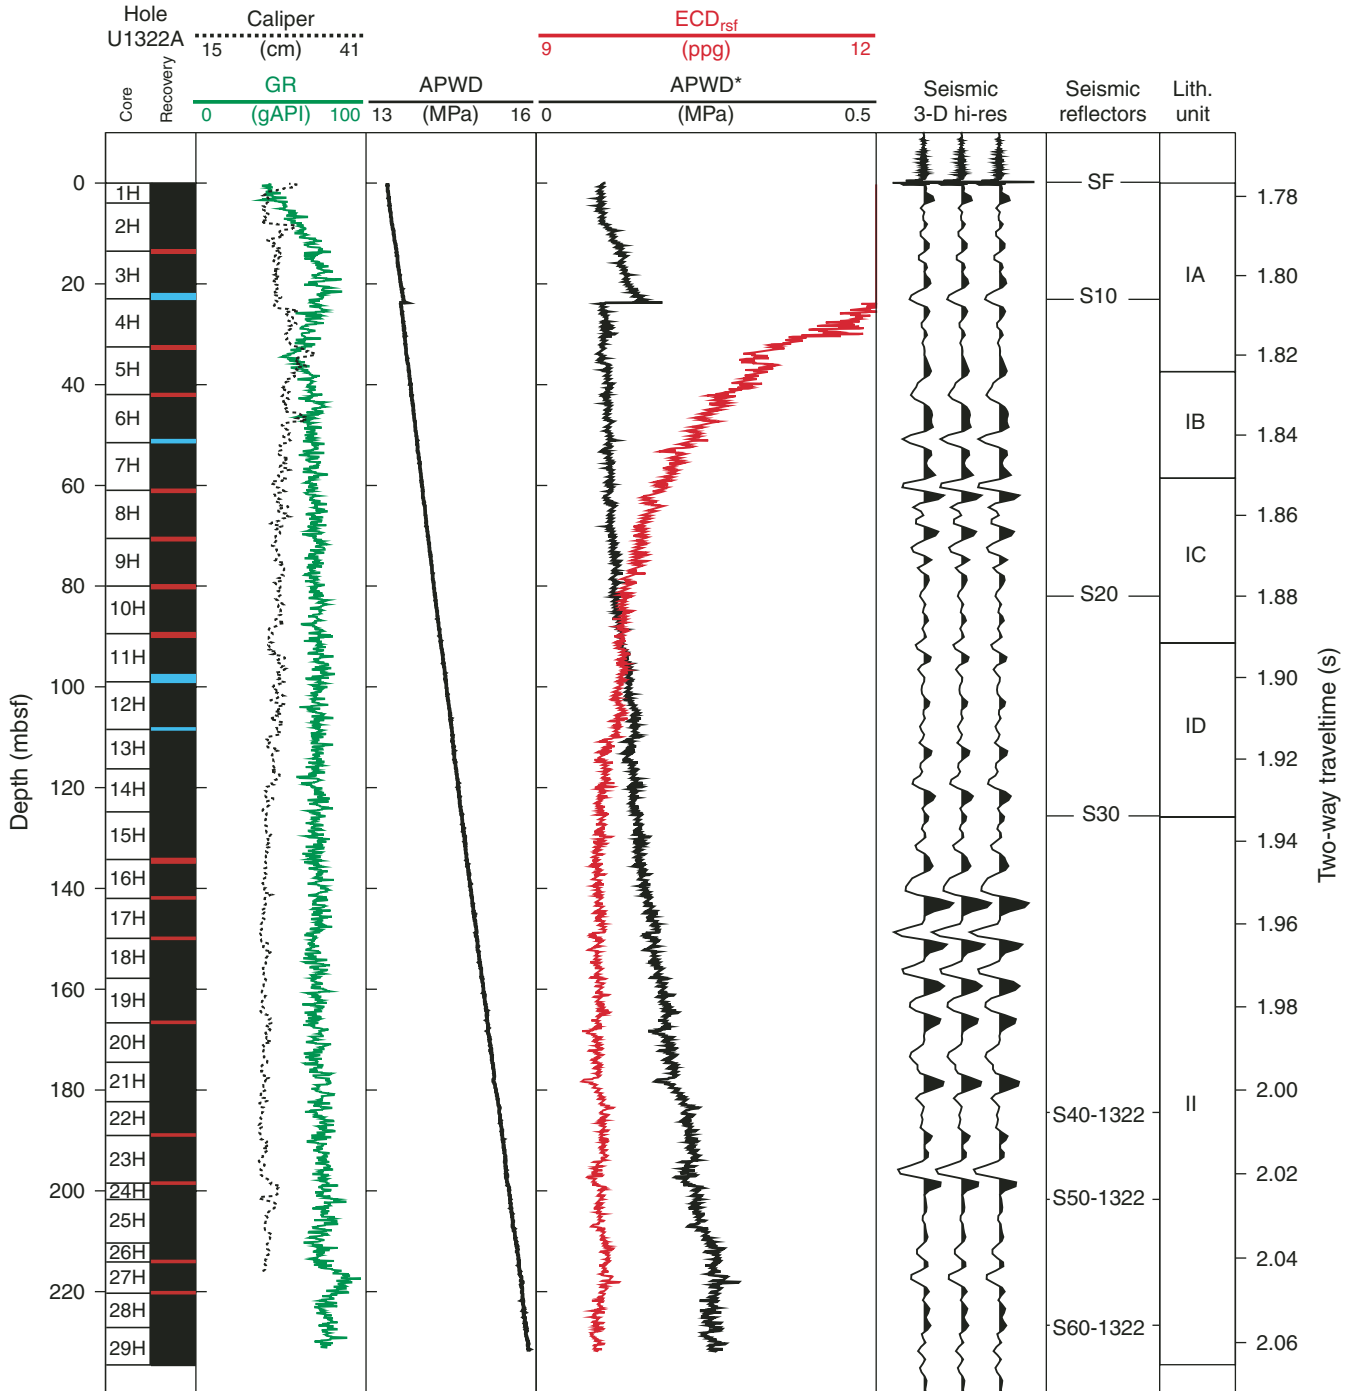 Hole
U1322A
Core
Recovery
Caliper
15 (cm) 41
GR
0 (gAPI) 100
APWD
13 (MPa) 16
ECDrsf
9 (ppg) 12
APWD*
0 (MPa) 0.5
Seismic
3-D hi-res
Seismic
reflectors
Lith.
unit
Depth (mbsf)
0
20
40
60
80
100
120
140
160
180
200
220
1H
2H
3H
4H
5H
6H
7H
8H
9H
10H
11H
12H
13H
14H
15H
16H
17H
18H
19H
20H
21H
22H
23H
24H
25H
26H
27H
28H
29H
SF
S10
S20
S30
S40-1322
S50-1322
S60-1322
IA
IB
IC
ID
II
1.78
1.80
1.82
1.84
1.86
1.88
1.90
1.92
1.94
1.96
1.98
2.00
2.02
2.04
2.06
Two-way traveltime (s)